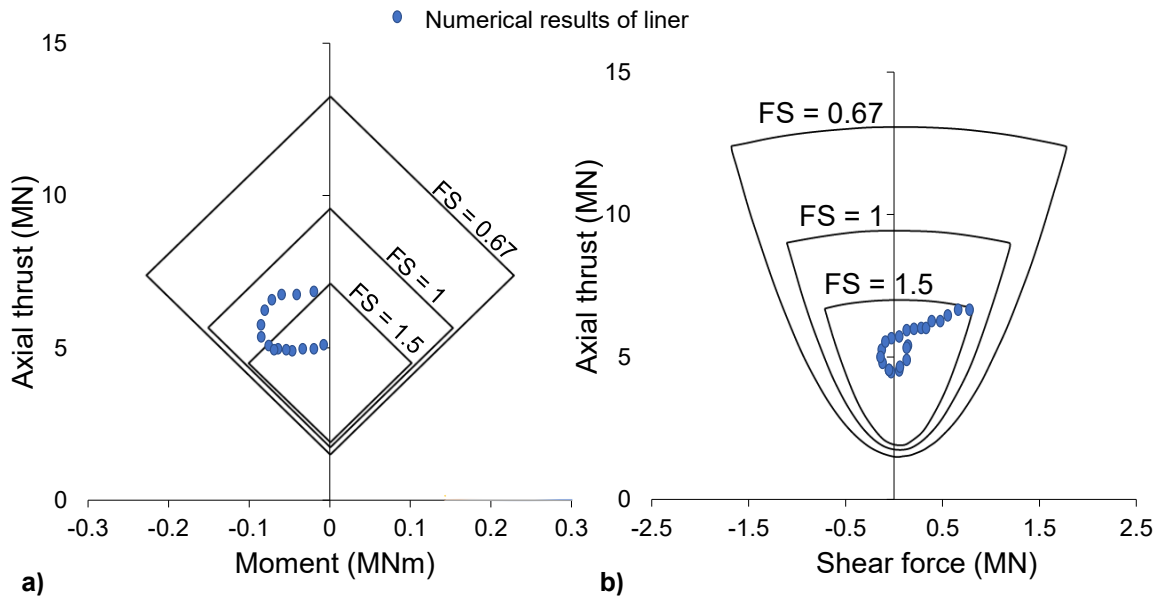 Numerical results of liner
15
10
5
0
Axial thrust (MN)
FS = 0.67
FS = 1
FS = 1.5
-0.3
-0.2
-0.1
0
0.1
0.2
0.3
Moment (MNm)
a)
15
10
5
0
Axial thrust (MN)
FS = 0.67
FS = 1
FS = 1.5
-2.5
-1.5
-0.5
0.5
1.5
2.5
Shear force (MN)
b)